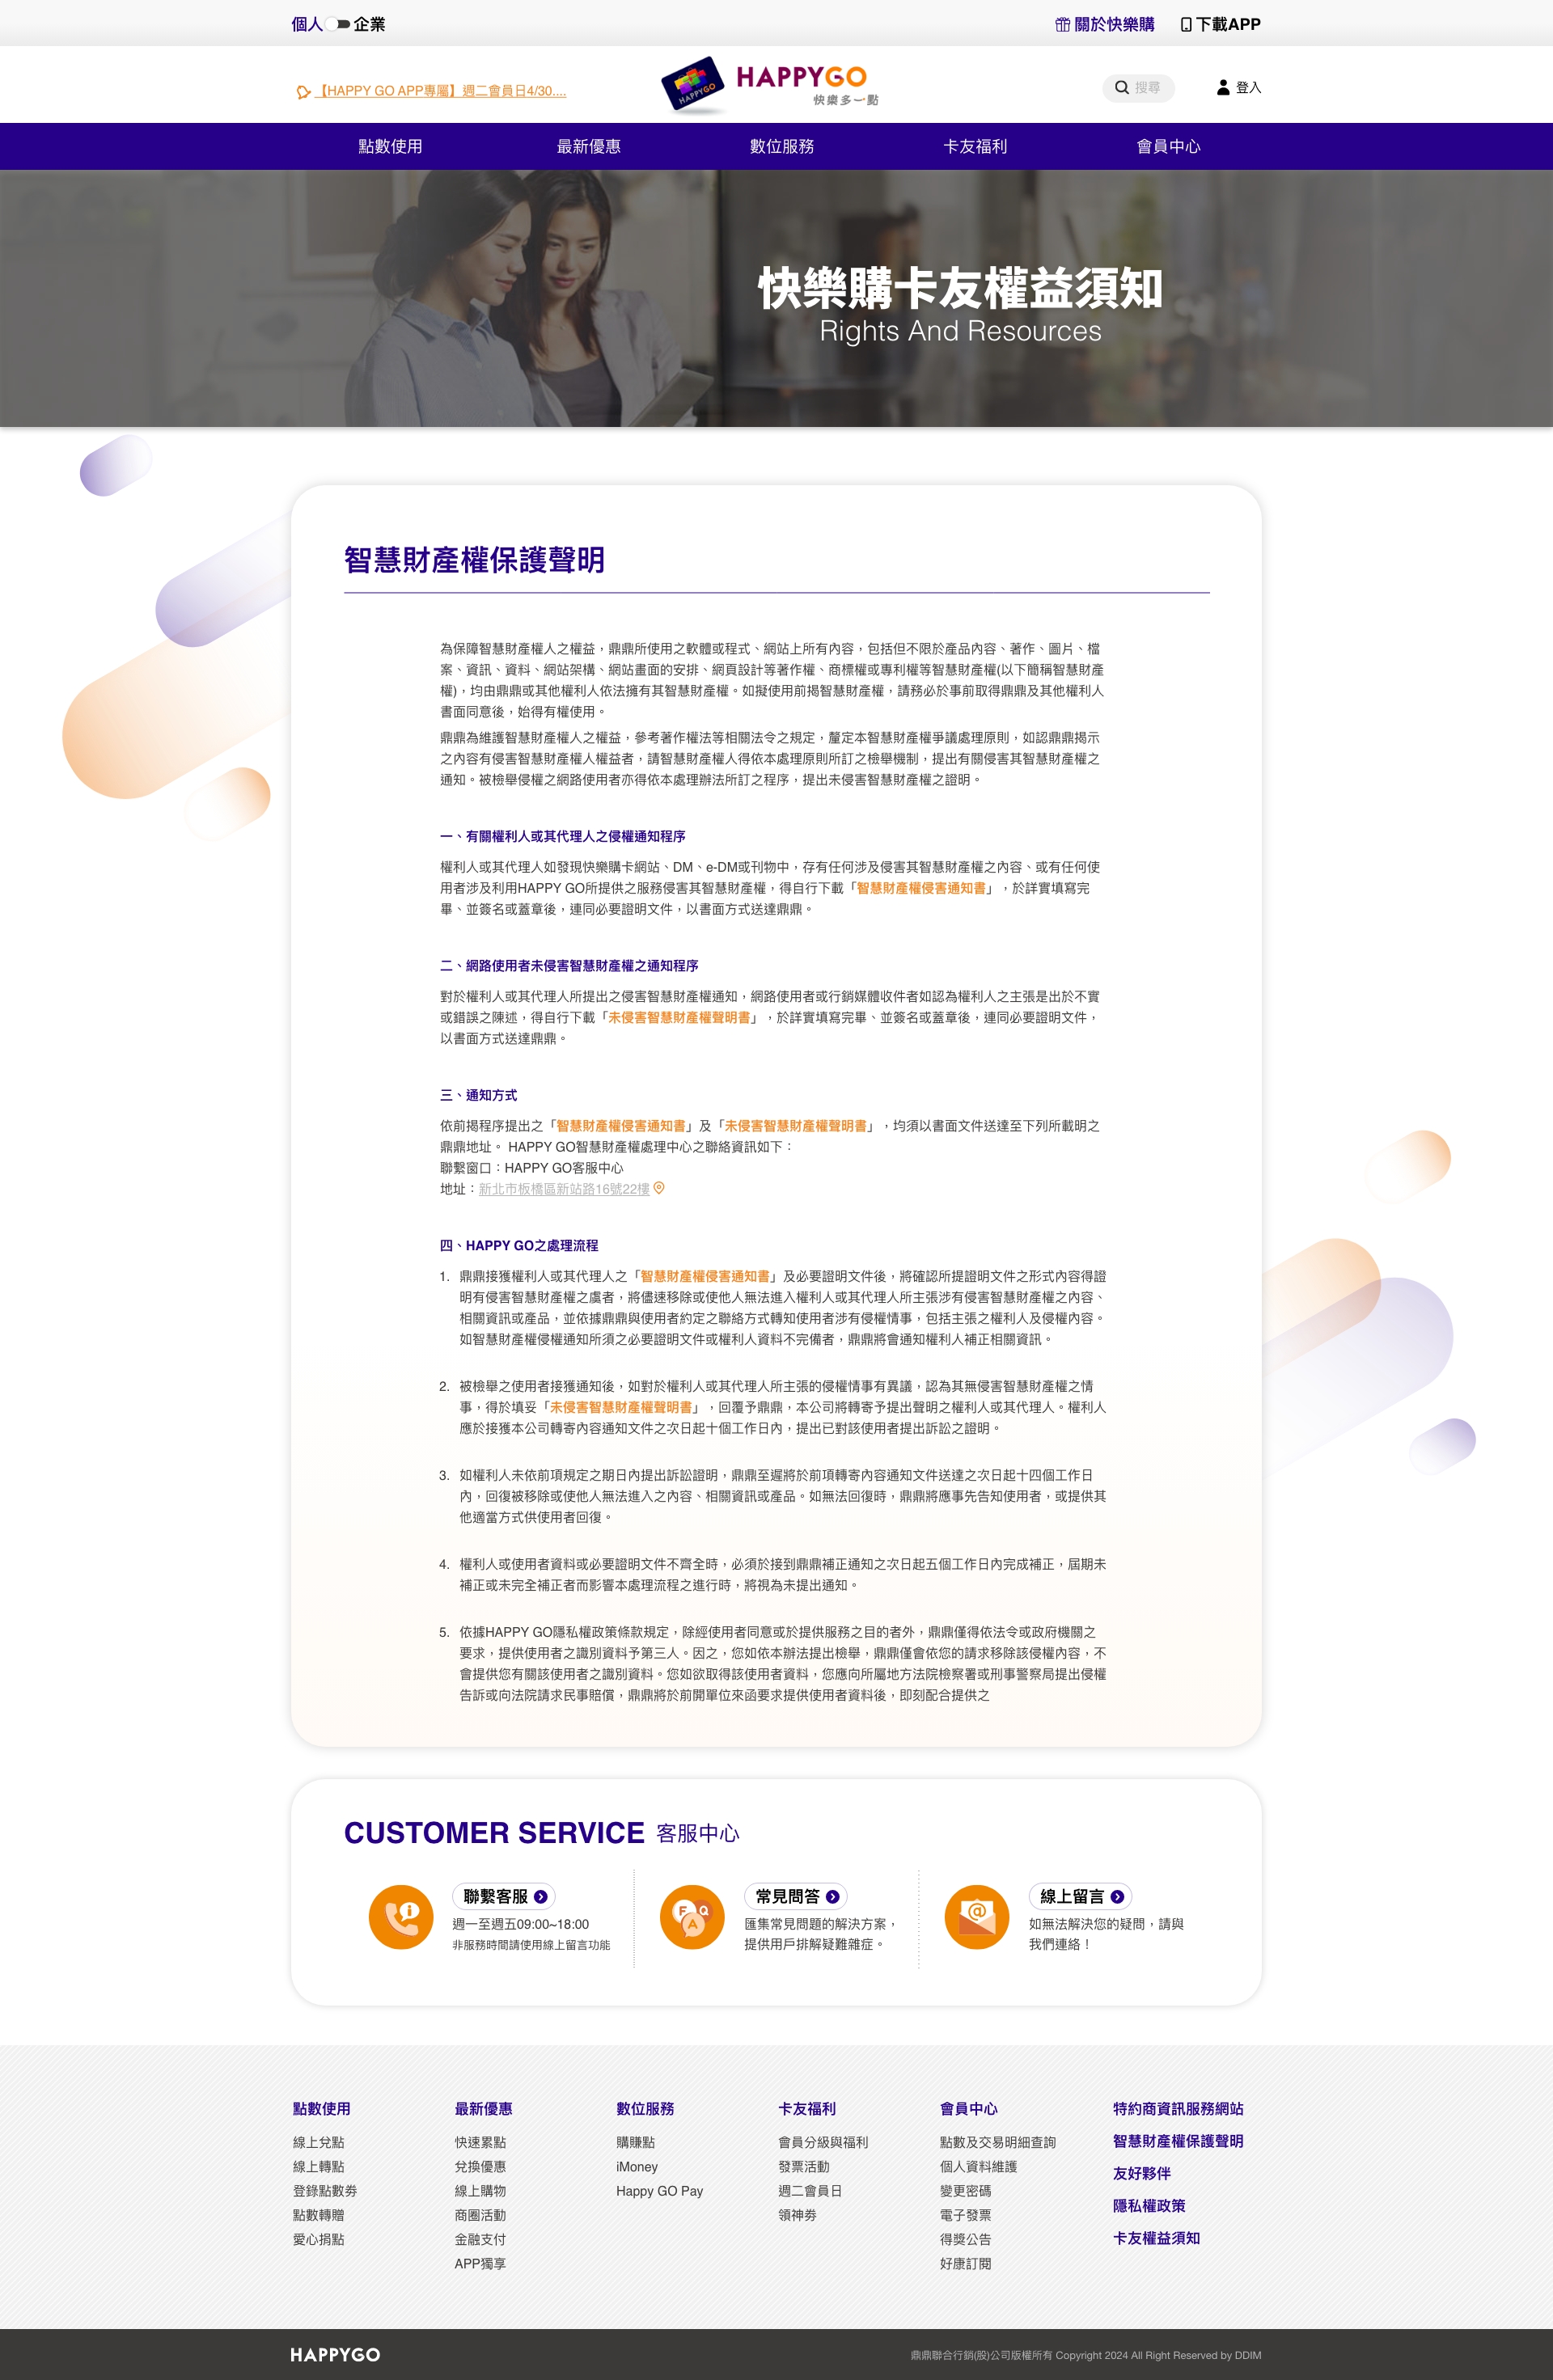 個人 企業
關於快樂購 下載APP
【HAPPY GO APP專屬】週二會員日4/30....
HAPPYGO
HAPPYGO
快樂多一點
搜尋
登入
點數使用 最新優惠 數位服務 卡友福利 會員中心
快樂購卡友權益須知
Rights And Resources
智慧財產權保護聲明
為保障智慧財產權人之權益，鼎鼎所使用之軟體或程式、網站上所有內容，包括但不限於產品內容、著作、圖片、檔
案、資訊、資料、網站架構、網站畫面的安排、網頁設計等著作權、商標權或專利權等智慧財產權(以下簡稱智慧財產
權)，均由鼎鼎或其他權利人依法擁有其智慧財產權。如擬使用前揭智慧財產權，請務必於事前取得鼎鼎及其他權利人
書面同意後，始得有權使用。
鼎鼎為維護智慧財產權人之權益，參考著作權法等相關法令之規定，釐定本智慧財產權爭議處理原則，如認鼎鼎揭示
之內容有侵害智慧財產權人權益者，請智慧財產權人得依本處理原則所訂之檢舉機制，提出有關侵害其智慧財產權之
通知。被檢舉侵權之網路使用者亦得依本處理辦法所訂之程序，提出未侵害智慧財產權之證明。
一、有關權利人或其代理人之侵權通知程序
權利人或其代理人如發現快樂購卡網站、DM、e-DM或刊物中，存有任何涉及侵害其智慧財產權之內容、或有任何使
用者涉及利用HAPPY GO所提供之服務侵害其智慧財產權，得自行下載「智慧財產權侵害通知書」，於詳實填寫完
畢、並簽名或蓋章後，連同必要證明文件，以書面方式送達鼎鼎。
二、網路使用者未侵害智慧財產權之通知程序
對於權利人或其代理人所提出之侵害智慧財產權通知，網路使用者或行銷媒體收件者如認為權利人之主張是出於不實
或錯誤之陳述，得自行下載「未侵害智慧財產權聲明書」，於詳實填寫完畢、並簽名或蓋章後，連同必要證明文件，
以書面方式送達鼎鼎。
三、通知方式
依前揭程序提出之「智慧財產權侵害通知書」及「未侵害智慧財產權聲明書」，均須以書面文件送達至下列所載明之
鼎鼎地址。 HAPPY GO智慧財產權處理中心之聯絡資訊如下：
聯繫窗口：HAPPY GO客服中心
地址：新北市板橋區新站路16號22樓
四、HAPPY GO之處理流程
1. 鼎鼎接獲權利人或其代理人之「智慧財產權侵害通知書」及必要證明文件後，將確認所提證明文件之形式內容得證
明有侵害智慧財產權之虞者，將儘速移除或使他人無法進入權利人或其代理人所主張涉有侵害智慧財產權之內容、
相關資訊或產品，並依據鼎鼎與使用者約定之聯絡方式轉知使用者涉有侵權情事，包括主張之權利人及侵權內容。
如智慧財產權侵權通知所須之必要證明文件或權利人資料不完備者，鼎鼎將會通知權利人補正相關資訊。
2. 被檢舉之使用者接獲通知後，如對於權利人或其代理人所主張的侵權情事有異議，認為其無侵害智慧財產權之情
事，得於填妥「未侵害智慧財產權聲明書」，回覆予鼎鼎，本公司將轉寄予提出聲明之權利人或其代理人。權利人
應於接獲本公司轉寄內容通知文件之次日起十個工作日內，提出已對該使用者提出訴訟之證明。
3. 如權利人未依前項規定之期日內提出訴訟證明，鼎鼎至遲將於前項轉寄內容通知文件送達之次日起十四個工作日
內，回復被移除或使他人無法進入之內容、相關資訊或產品。如無法回復時，鼎鼎將應事先告知使用者，或提供其
他適當方式供使用者回復。
4. 權利人或使用者資料或必要證明文件不齊全時，必須於接到鼎鼎補正通知之次日起五個工作日內完成補正，屆期未
補正或未完全補正者而影響本處理流程之進行時，將視為未提出通知。
5. 依據HAPPY GO隱私權政策條款規定，除經使用者同意或於提供服務之目的者外，鼎鼎僅得依法令或政府機關之
要求，提供使用者之識別資料予第三人。因之，您如依本辦法提出檢舉，鼎鼎僅會依您的請求移除該侵權內容，不
會提供您有關該使用者之識別資料。您如欲取得該使用者資料，您應向所屬地方法院檢察署或刑事警察局提出侵權
告訴或向法院請求民事賠償，鼎鼎將於前開單位來函要求提供使用者資料後，即刻配合提供之
CUSTOMER SERVICE 客服中心
聯繫客服
週一至週五09:00~18:00
非服務時間請使用線上留言功能
F Q A
常見問答
匯集常見問題的解決方案，
提供用戶排解疑難雜症。
@
線上留言
如無法解決您的疑問，請與
我們連絡！
點數使用
線上兌點
線上轉點
登錄點數券
點數轉贈
愛心捐點
最新優惠
快速累點
兌換優惠
線上購物
商圈活動
金融支付
APP獨享
數位服務
購賺點
iMoney
Happy GO Pay
卡友福利
會員分級與福利
發票活動
週二會員日
領神券
會員中心
點數及交易明細查詢
個人資料維護
變更密碼
電子發票
得獎公告
好康訂閱
特約商資訊服務網站
智慧財產權保護聲明
友好夥伴
隱私權政策
卡友權益須知
HAPPYGO
鼎鼎聯合行銷(股)公司版權所有 Copyright 2024 All Right Reserved by DDIM